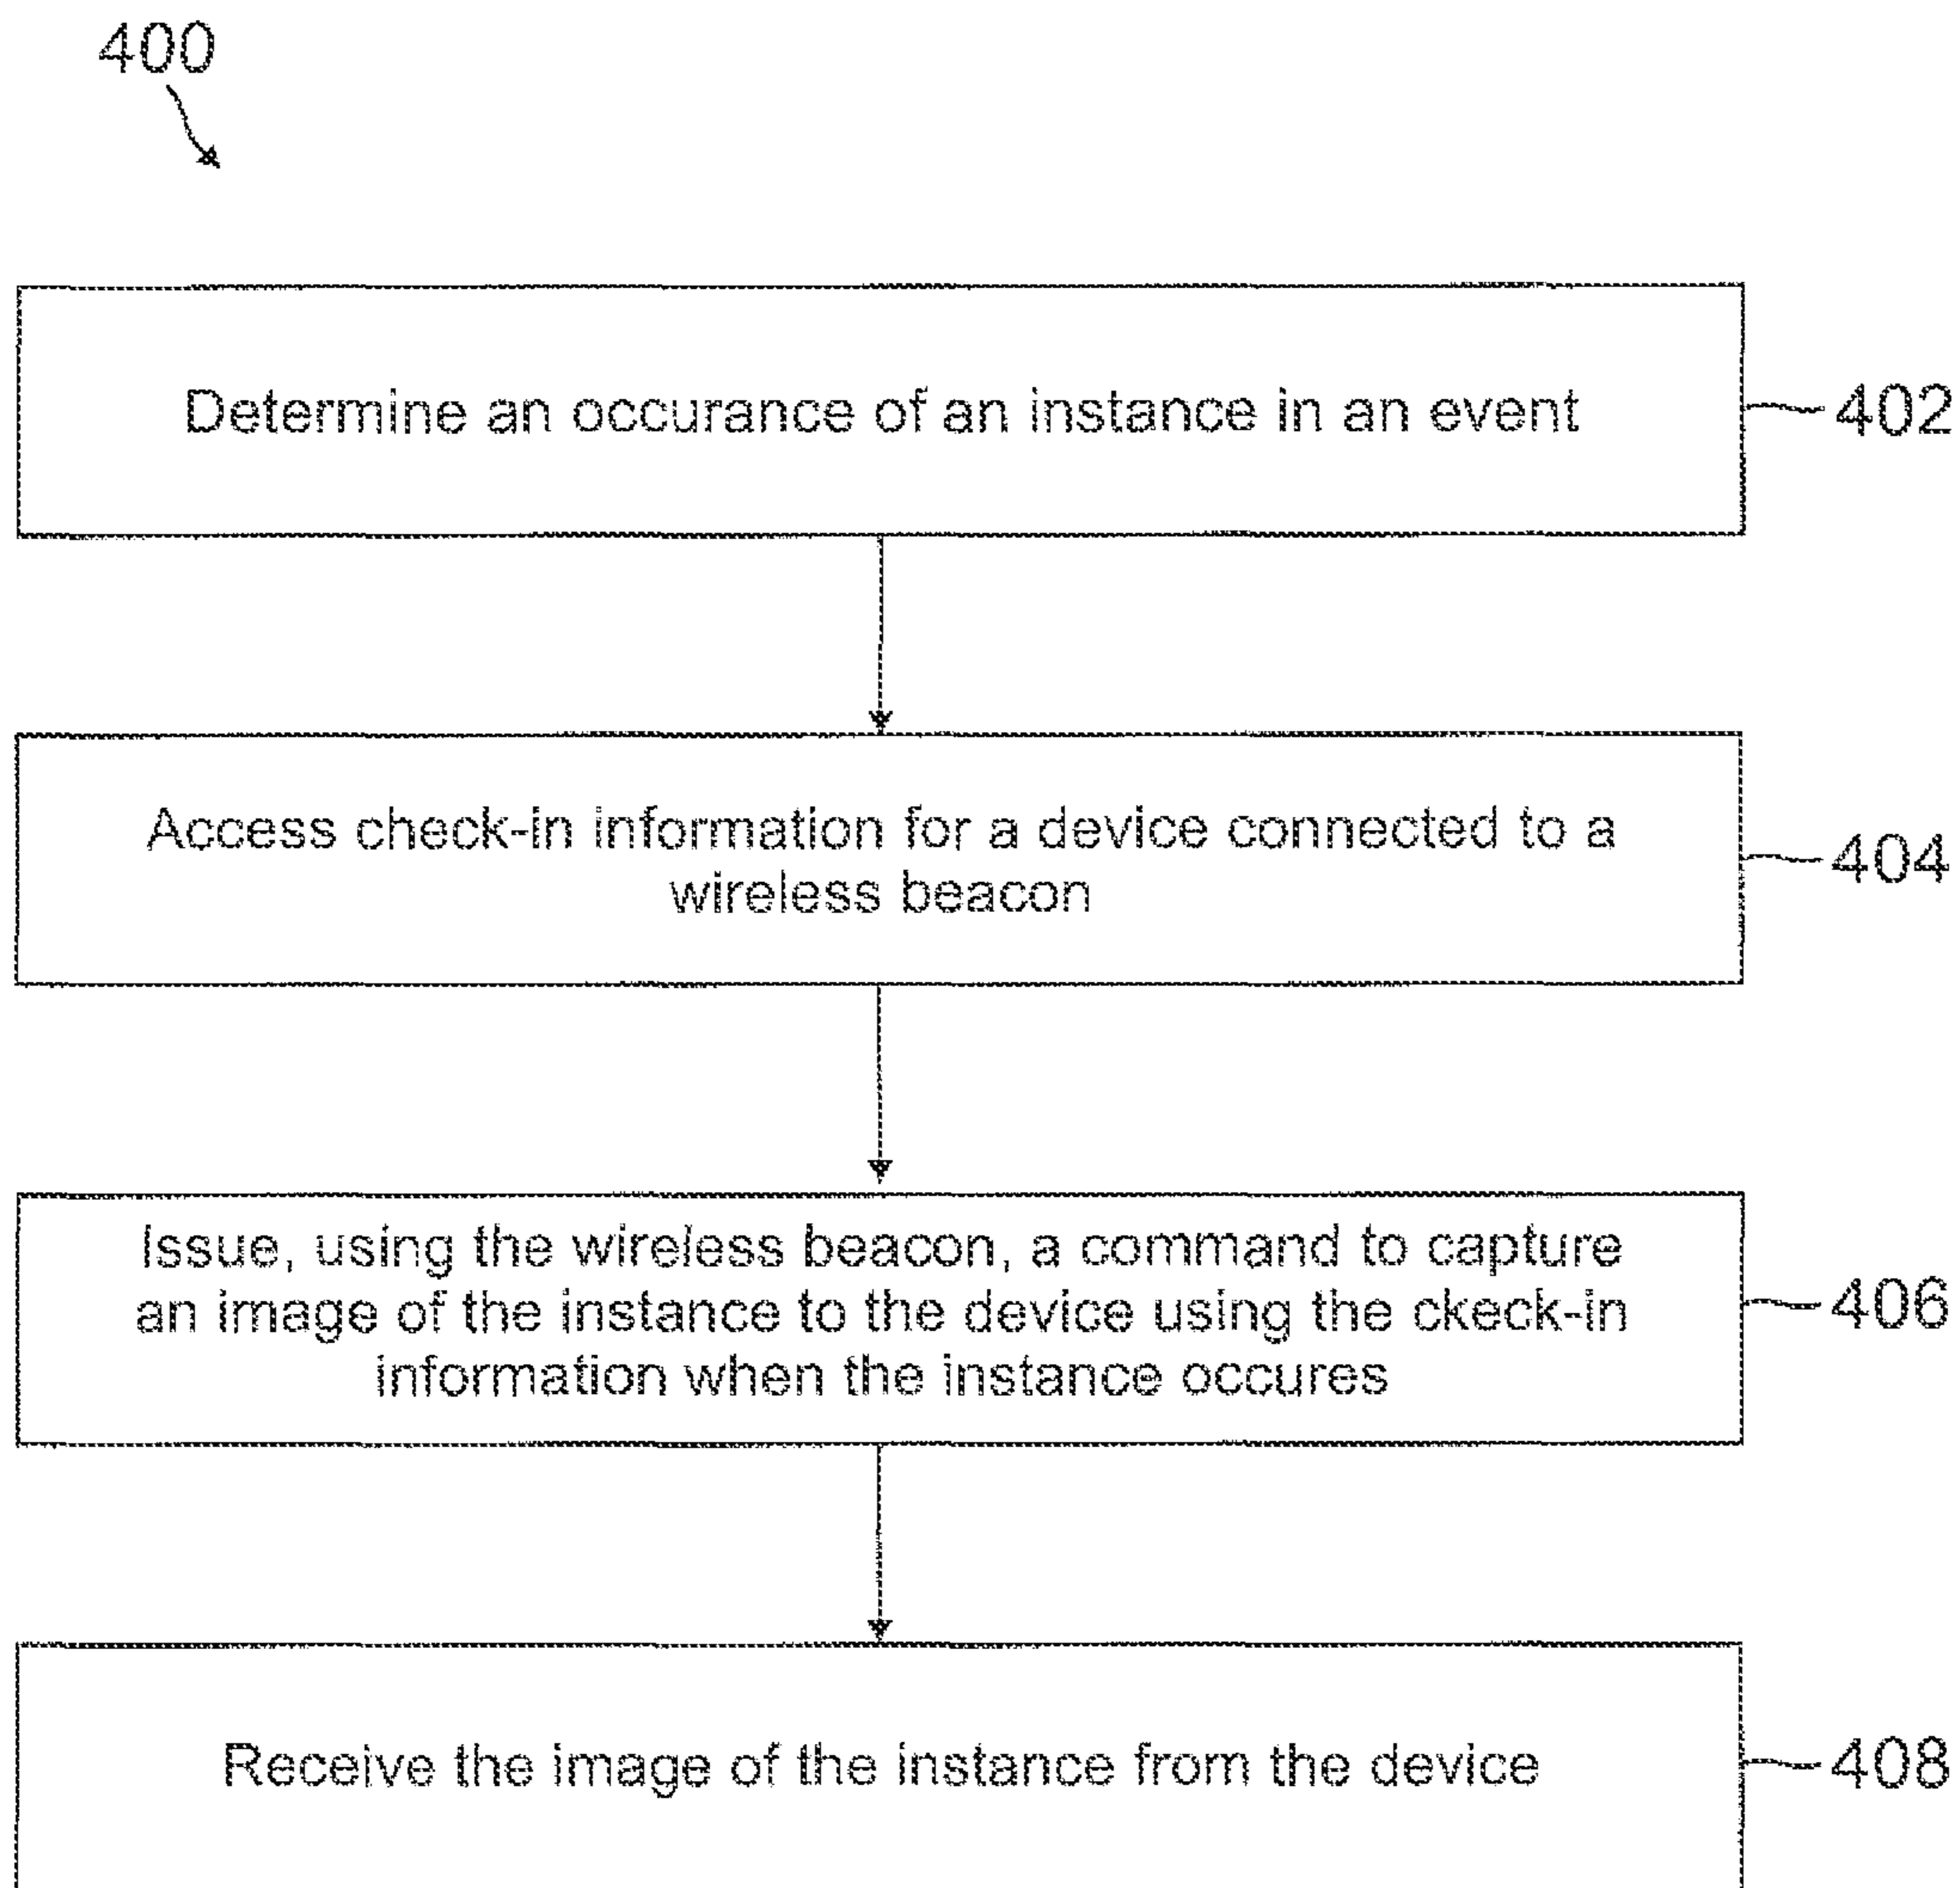 400
Determine an occurance of an instance in an event
402
Access check-in information for a device connected to a
wireless beacon
404
Issue, using the wireless beacon, a command to capture
an image of the instance to the device using the ckeck-in
information when the instance occures
406
Receive the image of the instance from the device
408